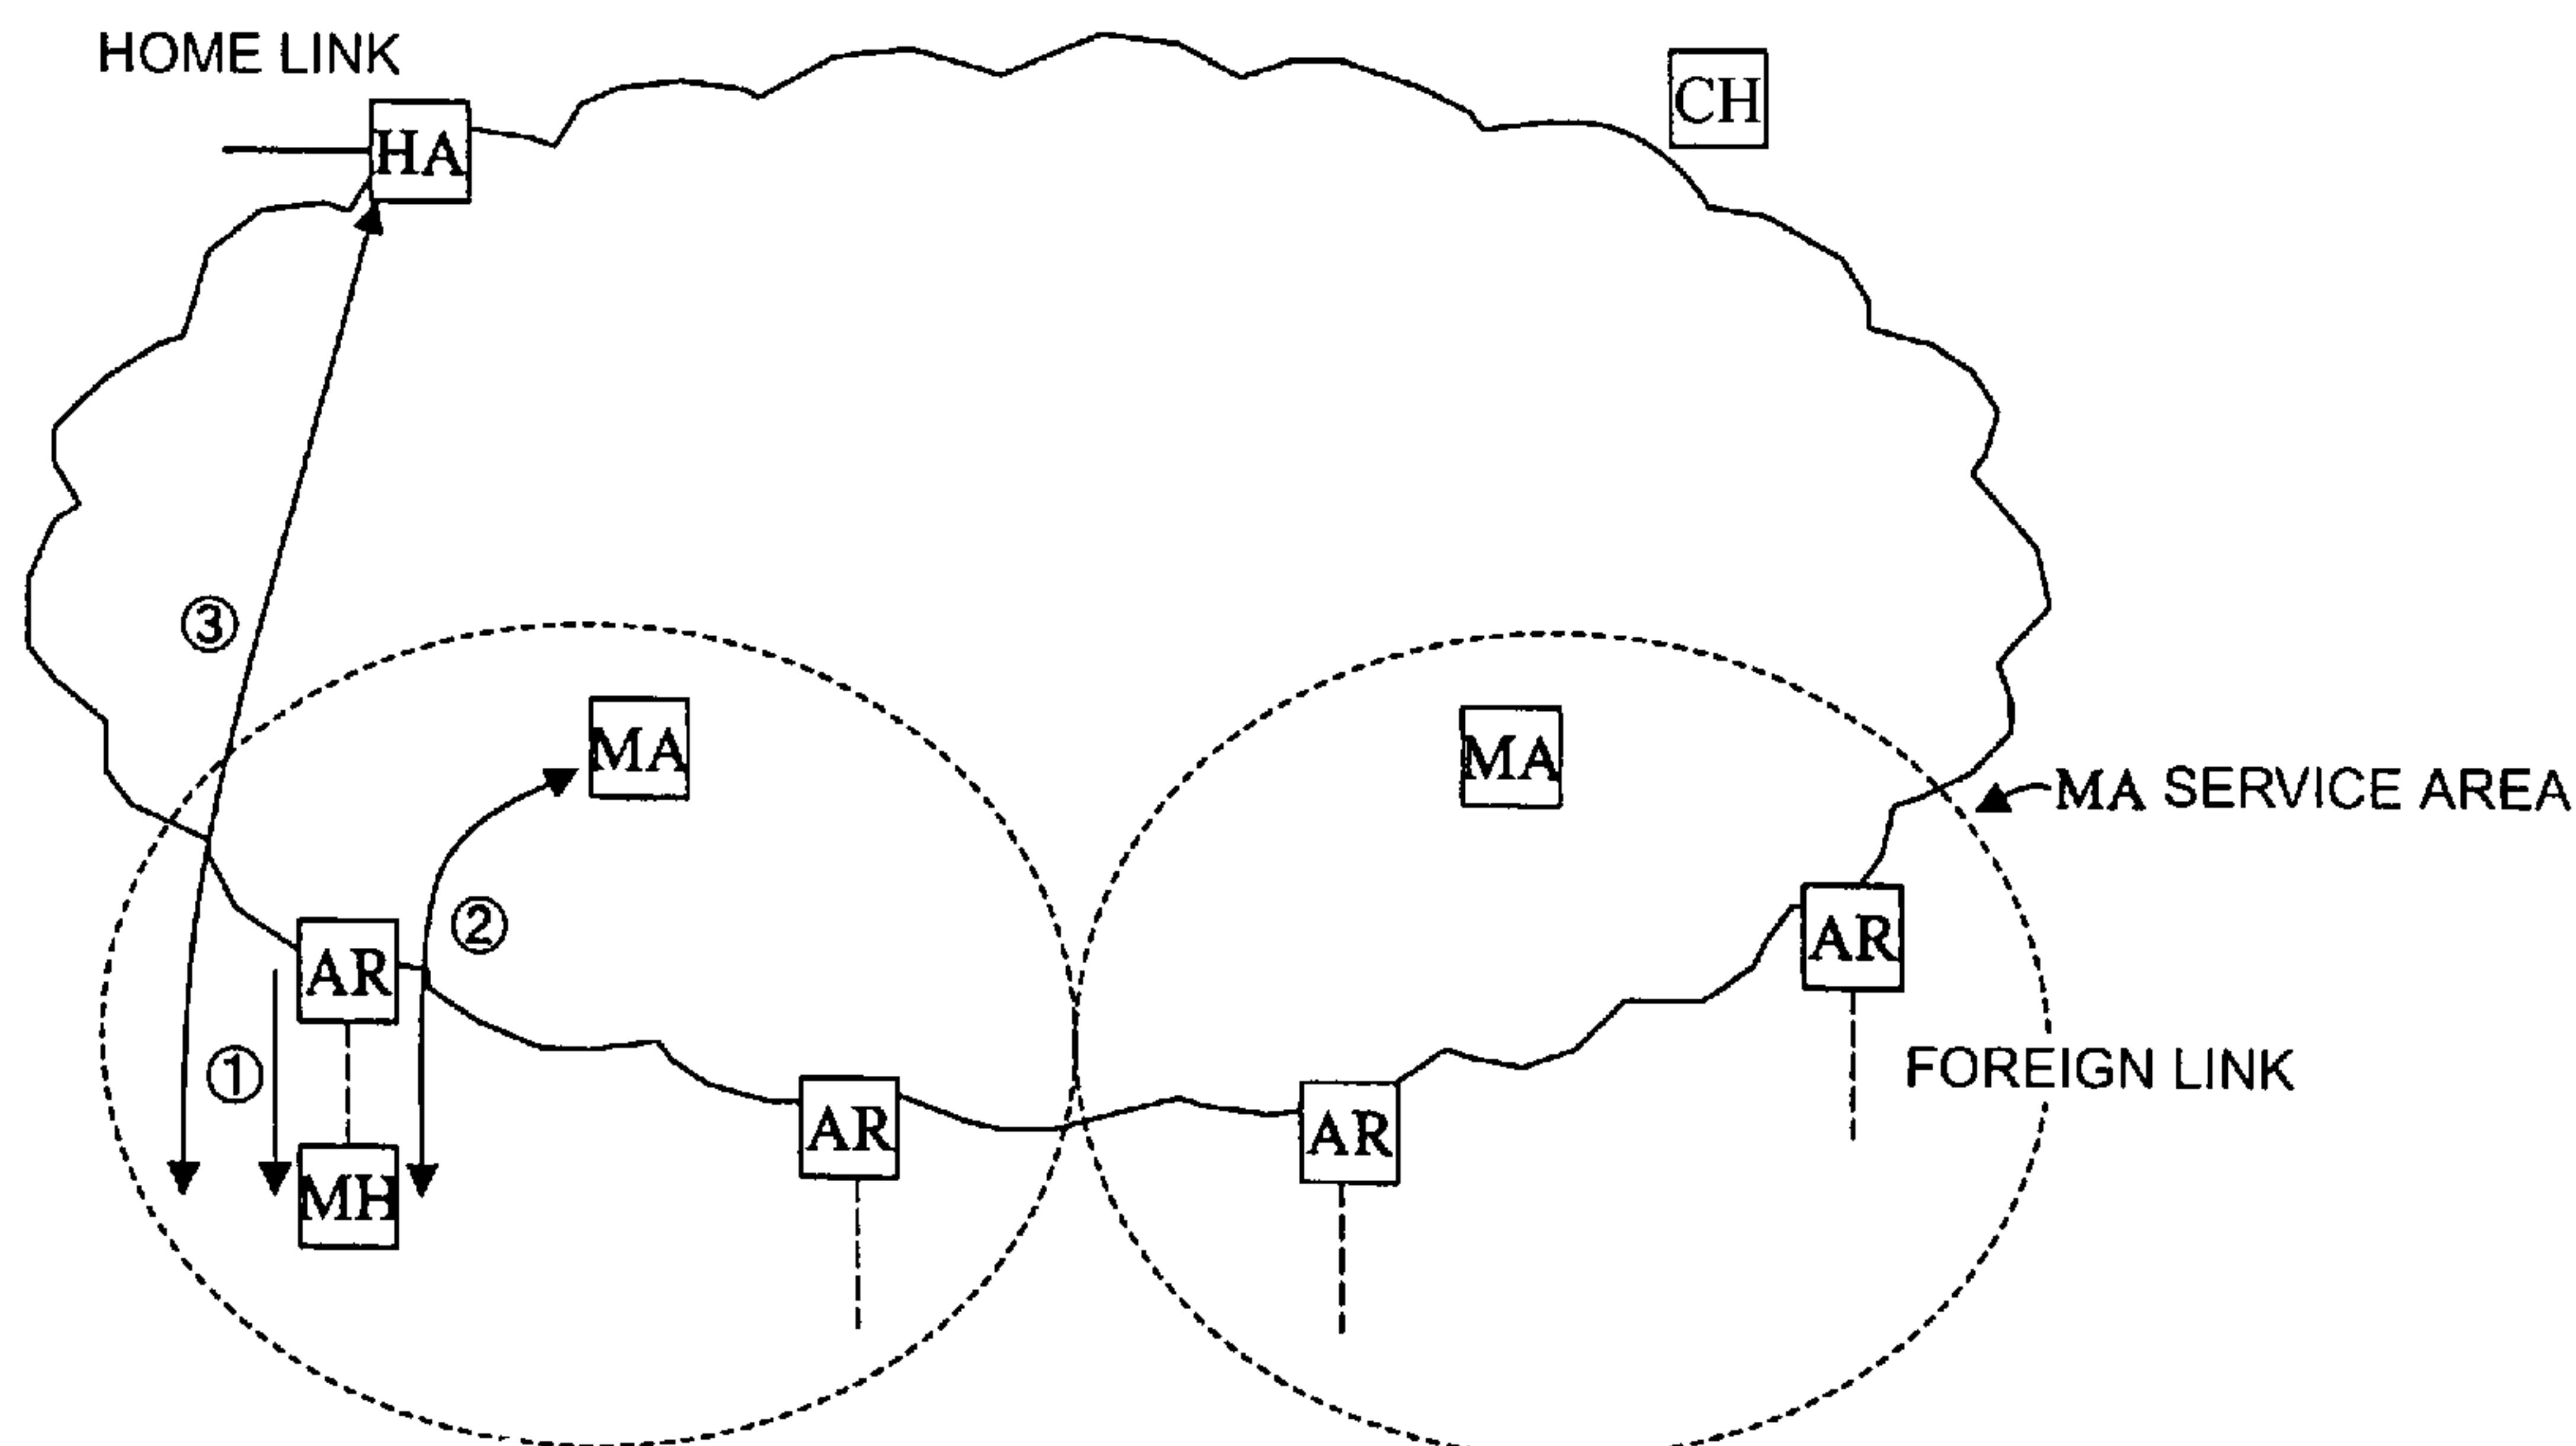 HOME LINK
CH
HA
③
MA
MA
MA SERVICE AREA
②
AR
AR
①
FOREIGN LINK
AR
AR
MH